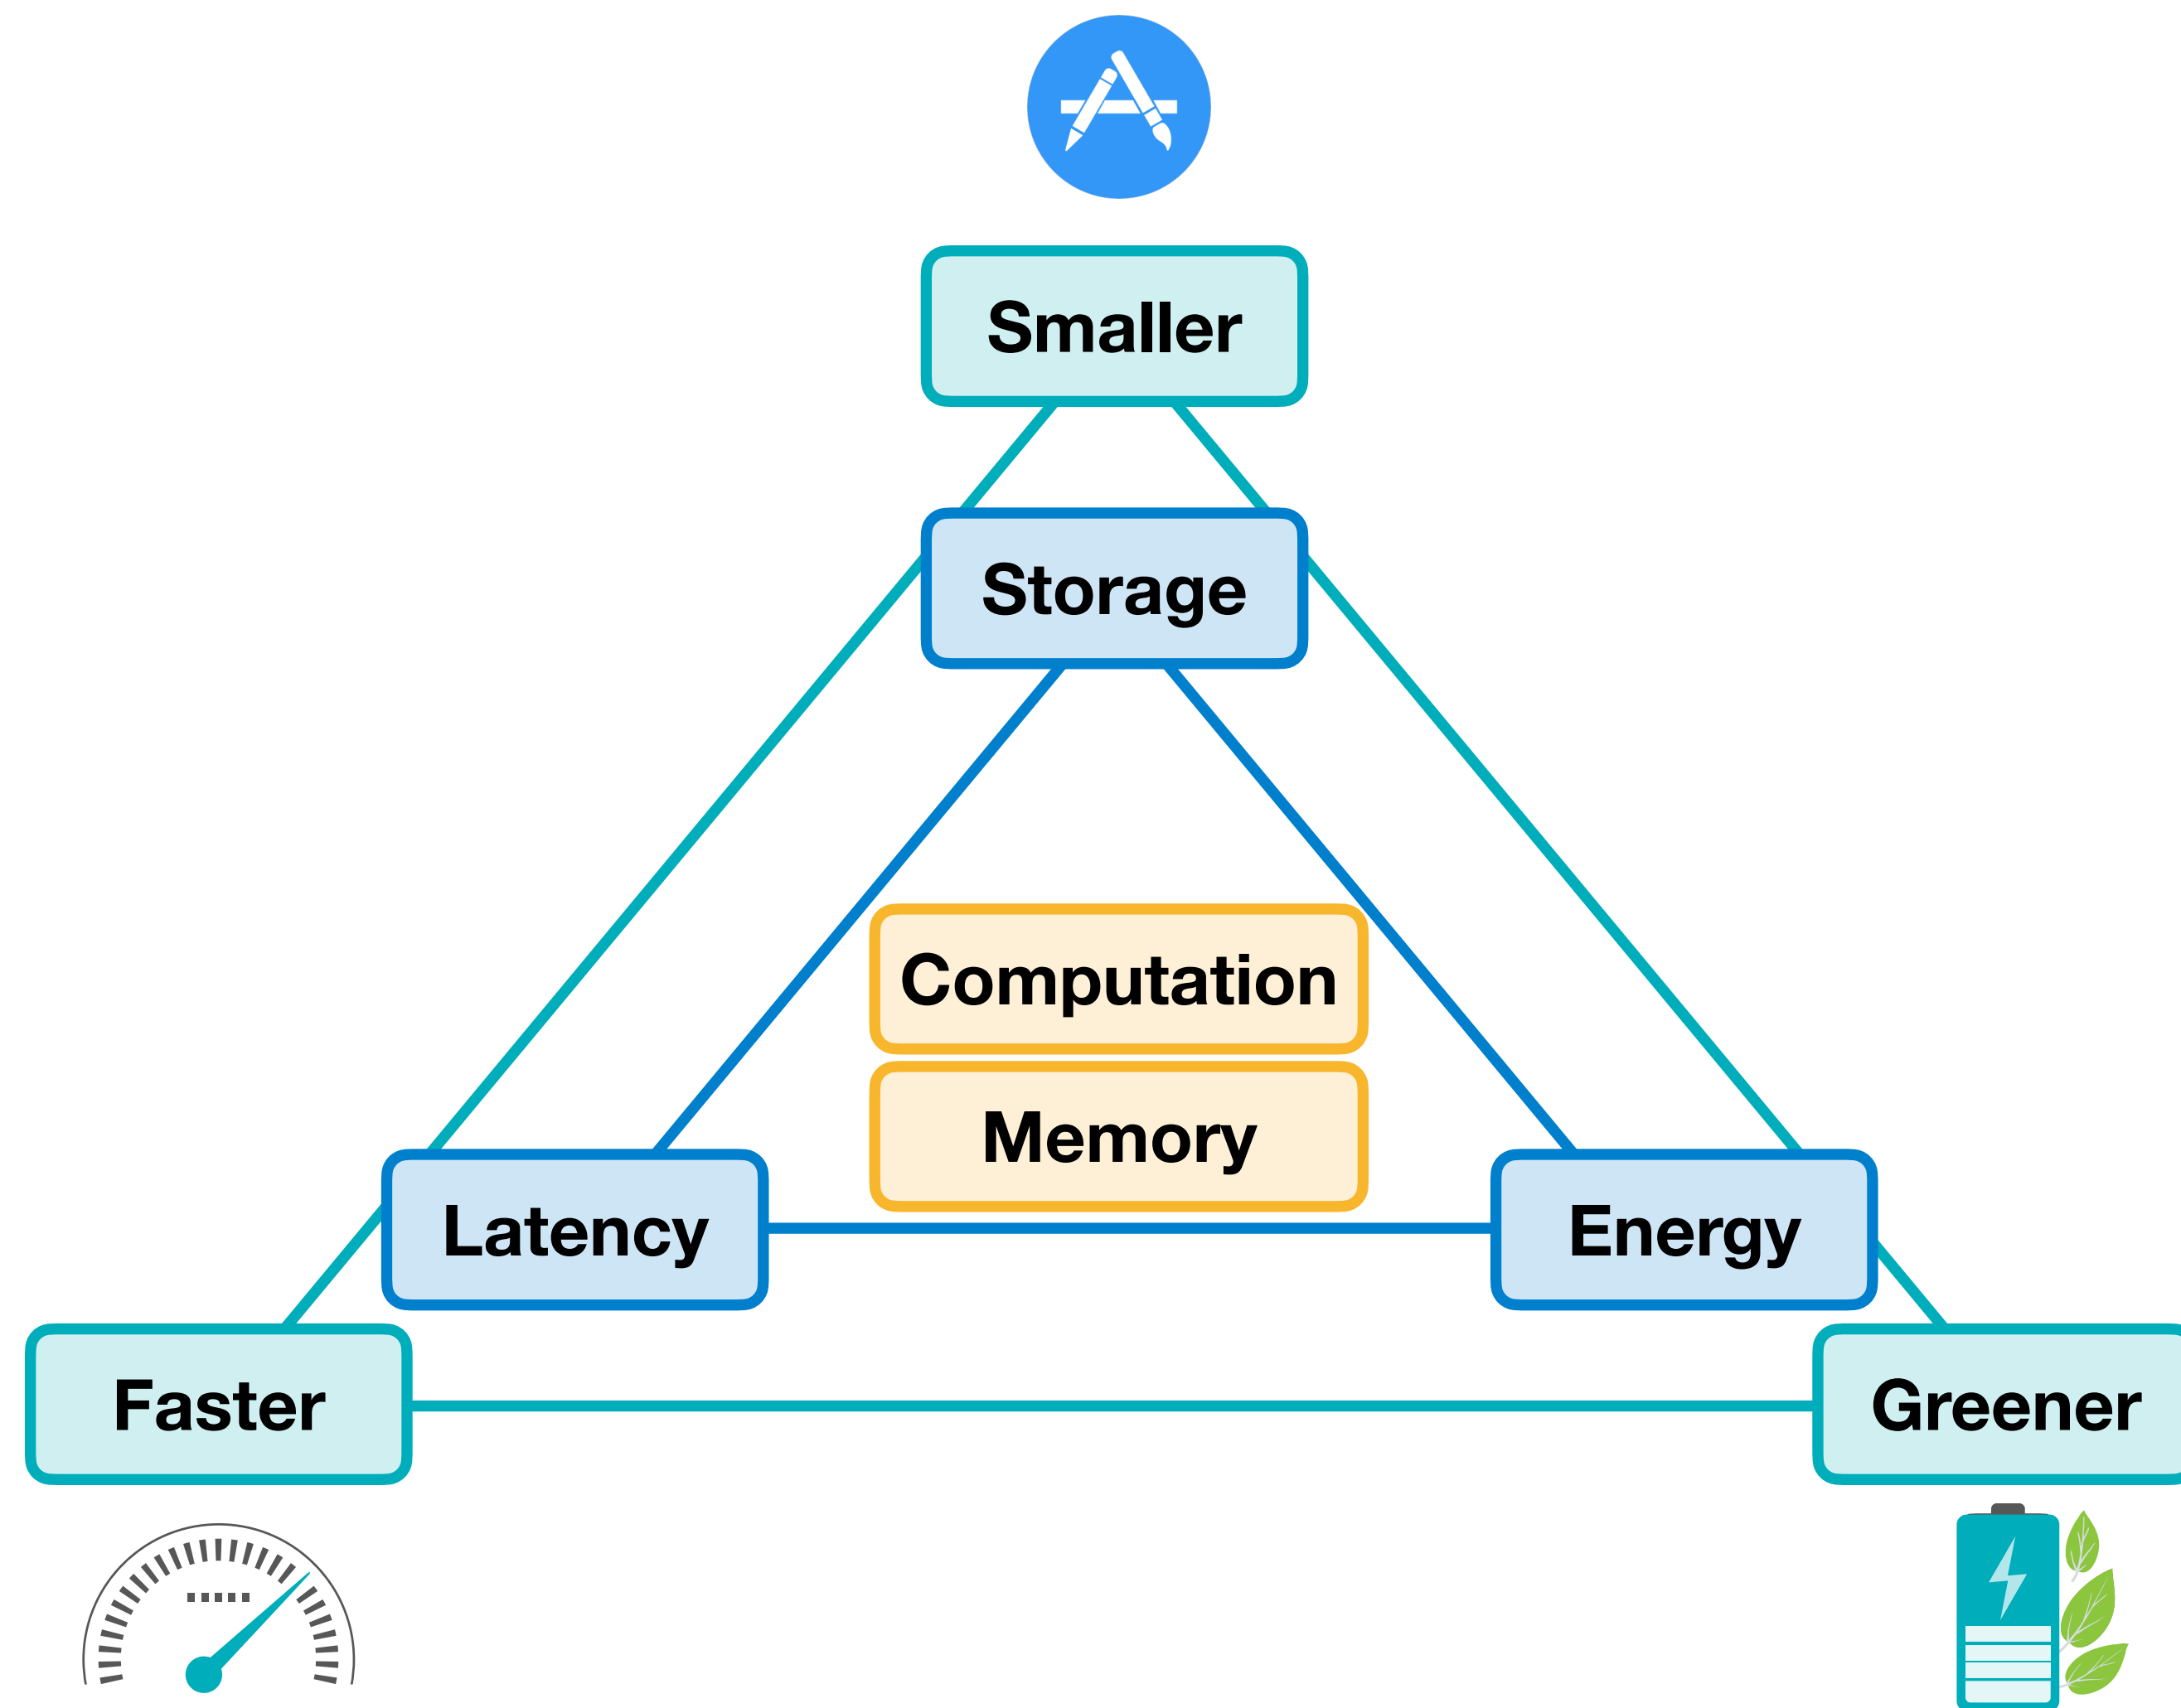 Smaller
Storage
Computation
Memory
Latency
Energy
Faster
Greener